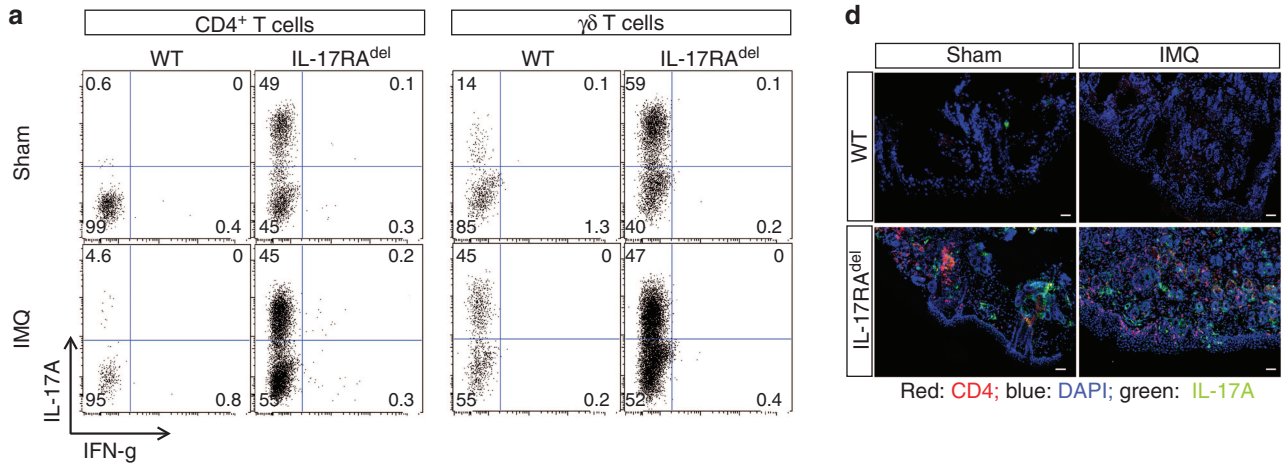 a
CD4+ T cells
γδ T cells
WT
IL-17RAdel
WT
IL-17RAdel
Sham
0.6 0
99 0.4
49 0.1
45 0.3
14 0.1
85 1.3
59 0.1
40 0.2
IMQ
4.6 0
95 0.8
45 0.2
55 0.3
45 0
55 0.2
47 0
52 0.4
IL-17A
IFN-g
d
Sham
IMQ
WT
IL-17RAdel
Red: CD4; blue: DAPI; green: IL-17A